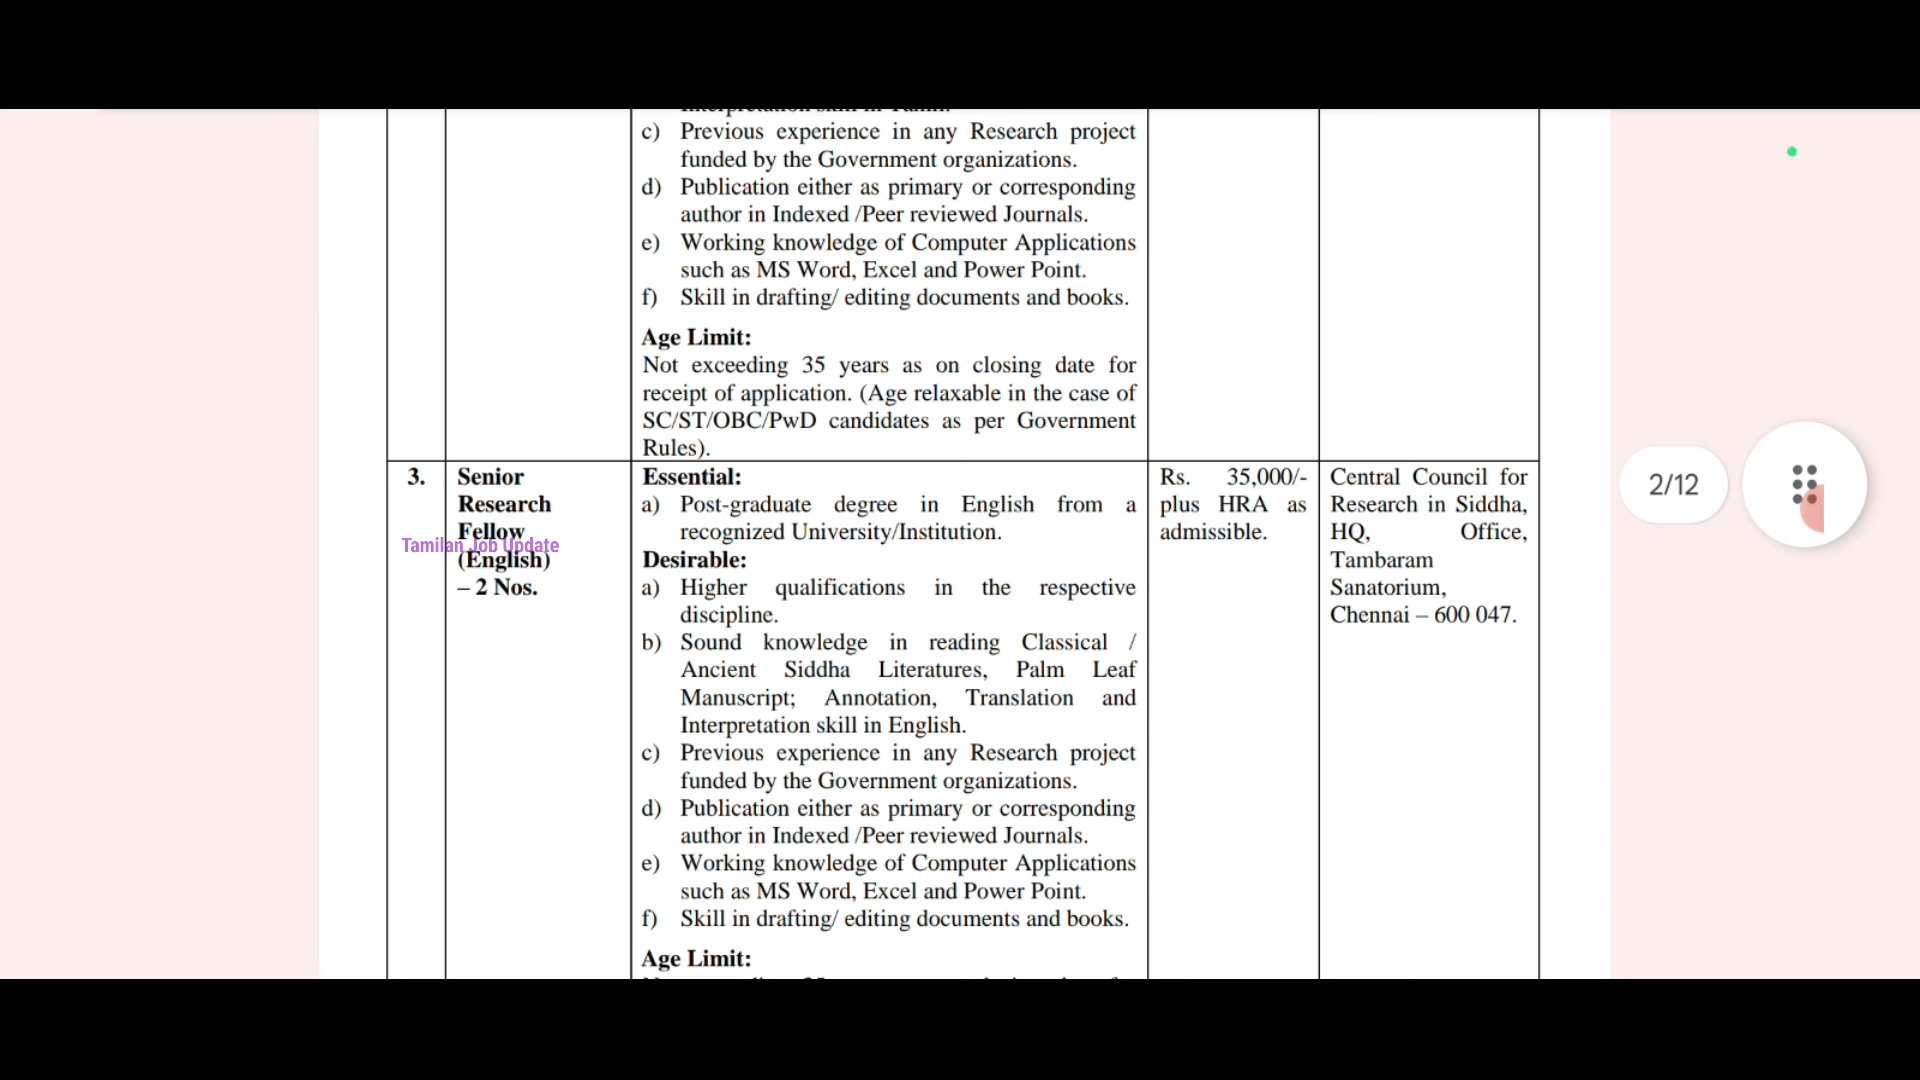 Interpretation skill in Tamil.
c) Previous experience in any Research project
funded by the Government organizations.
d) Publication either as primary or corresponding
author in Indexed /Peer reviewed Journals.
e) Working knowledge of Computer Applications
such as MS Word, Excel and Power Point.
f) Skill in drafting/ editing documents and books.
Age Limit:
Not exceeding 35 years as on closing date for
receipt of application. (Age relaxable in the case of
SC/ST/OBC/PwD candidates as per Government
Rules).
3.
Senior
Research
Fellow
(English)
– 2 Nos.
Tamilan Job Update
Essential:
a) Post-graduate degree in English from a
recognized University/Institution.
Desirable:
a) Higher qualifications in the respective
discipline.
b) Sound knowledge in reading Classical /
Ancient Siddha Literatures, Palm Leaf
Manuscript; Annotation, Translation and
Interpretation skill in English.
c) Previous experience in any Research project
funded by the Government organizations.
d) Publication either as primary or corresponding
author in Indexed /Peer reviewed Journals.
e) Working knowledge of Computer Applications
such as MS Word, Excel and Power Point.
f) Skill in drafting/ editing documents and books.
Age Limit:
Rs. 35,000/-
plus HRA as
admissible.
Central Council for
Research in Siddha,
HQ, Office,
Tambaram
Sanatorium,
Chennai – 600 047.
2/12